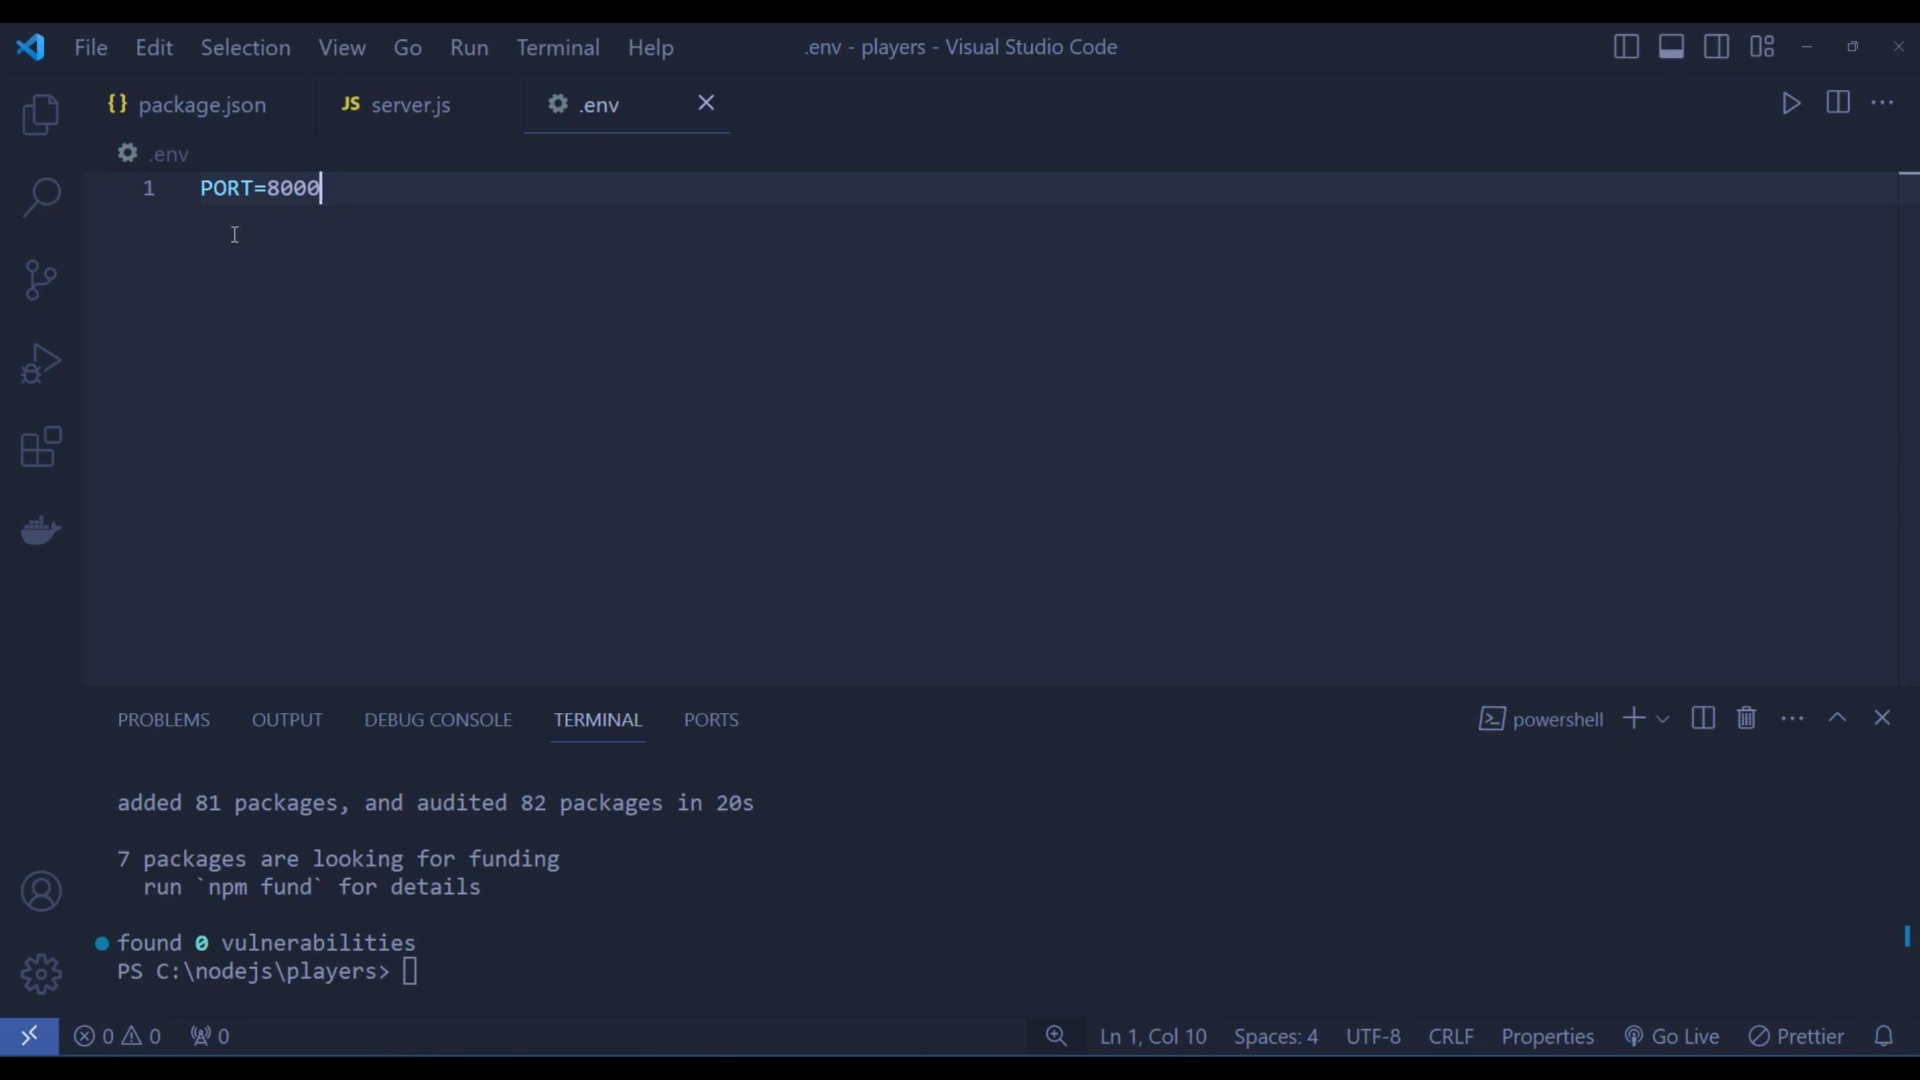 File Edit Selection View Go Run Terminal Help .env - players - Visual Studio Code
{} package.json JS server.js .env
.env
1 PORT=8000
PROBLEMS OUTPUT DEBUG CONSOLE TERMINAL PORTS powershell
added 81 packages, and audited 82 packages in 20s
7 packages are looking for funding
run `npm fund` for details
found 0 vulnerabilities
PS C:\nodejs\players>
0 0 0 Ln 1, Col 10 Spaces: 4 UTF-8 CRLF Properties Go Live Prettier